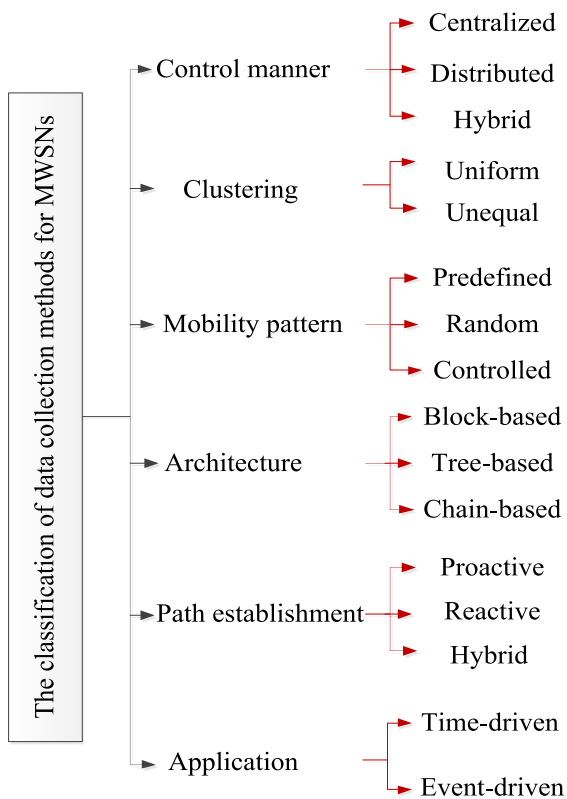 The classification of data collection methods for MWSNs
Control manner
Centralized
Distributed
Hybrid
Clustering
Uniform
Unequal
Mobility pattern
Predefined
Random
Controlled
Architecture
Block-based
Tree-based
Chain-based
Path establishment
Proactive
Reactive
Hybrid
Application
Time-driven
Event-driven